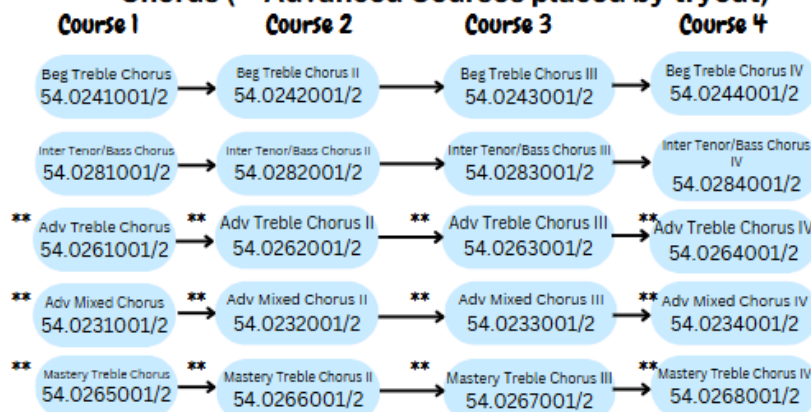 Chorus (** Advanced Courses placed by tryout)
Course 1 Course 2 Course 3 Course 4
Beg Treble Chorus
54.0241001/2
Beg Treble Chorus II
54.0242001/2
Beg Treble Chorus III
54.0243001/2
Beg Treble Chorus IV
54.0244001/2
Inter Tenor/Bass Chorus
54.0281001/2
Inter Tenor/Bass Chorus II
54.0282001/2
Inter Tenor/Bass Chorus III
54.0283001/2
Inter Tenor/Bass Chorus
IV
54.0284001/2
** Adv Treble Chorus
54.0261001/2
** Adv Treble Chorus II
54.0262001/2
** Adv Treble Chorus III
54.0263001/2
** Adv Treble Chorus IV
54.0264001/2
** Adv Mixed Chorus
54.0231001/2
** Adv Mixed Chorus II
54.0232001/2
** Adv Mixed Chorus III
54.0233001/2
** Adv Mixed Chorus IV
54.0234001/2
** Mastery Treble Chorus
54.0265001/2
** Mastery Treble Chorus II
54.0266001/2
** Mastery Treble Chorus III
54.0267001/2
** Mastery Treble Chorus IV
54.0268001/2